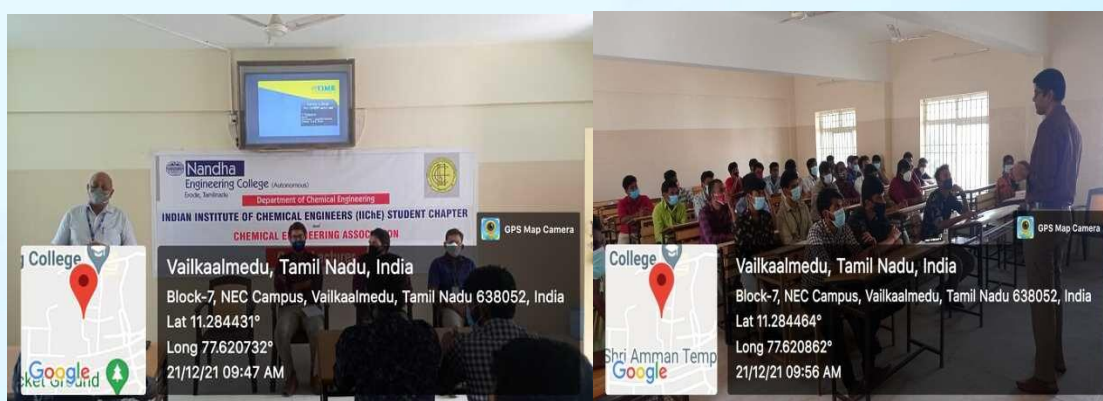 TIME
Nandha
Engineering College (Autonomous)
Erode, Tamilnadu
Department of Chemical Engineering
INDIAN INSTITUTE OF CHEMICAL ENGINEERS (IIChE) STUDENT CHAPTER
CHEMICAL ENGINEERING ASSOCIATION
GPS Map Camera
College
Google
Vailkaalmedu, Tamil Nadu, India
Block-7, NEC Campus, Vailkaalmedu, Tamil Nadu 638052, India
Lat 11.284431°
Long 77.620732°
21/12/21 09:47 AM
GPS Map Camera
College
Shri Amman Temp
Google
Vailkaalmedu, Tamil Nadu, India
Block-7, NEC Campus, Vailkaalmedu, Tamil Nadu 638052, India
Lat 11.284464°
Long 77.620862°
21/12/21 09:56 AM